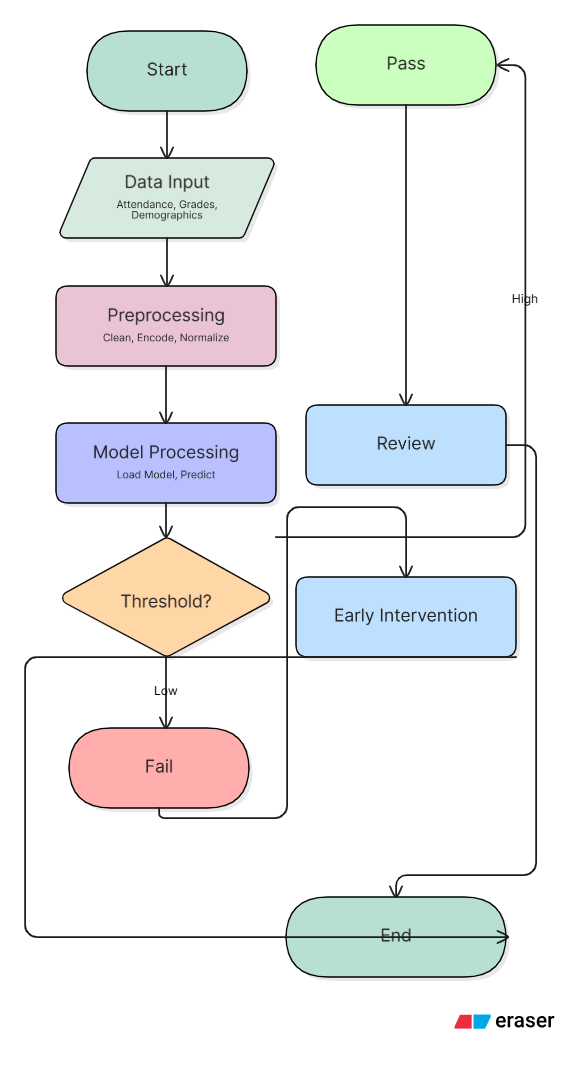 Start
Pass
Data Input
Attendance, Grades,
Demographics
High
Preprocessing
Clean, Encode, Normalize
Model Processing
Load Model, Predict
Review
Threshold?
Early Intervention
Low
Fail
End
eraser